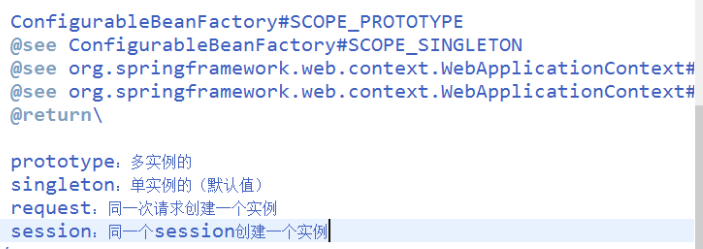 ConfigurableBeanFactory#SCOPE_PROTOTYPE
@see ConfigurableBeanFactory#SCOPE_SINGLETON
@see org.springframework.web.context.WebApplicationContext#
@see org.springframework.web.context.WebApplicationContext#
@return\
prototype：多实例的
singleton：单实例的（默认值）
request：同一次请求创建一个实例
session：同一个session创建一个实例